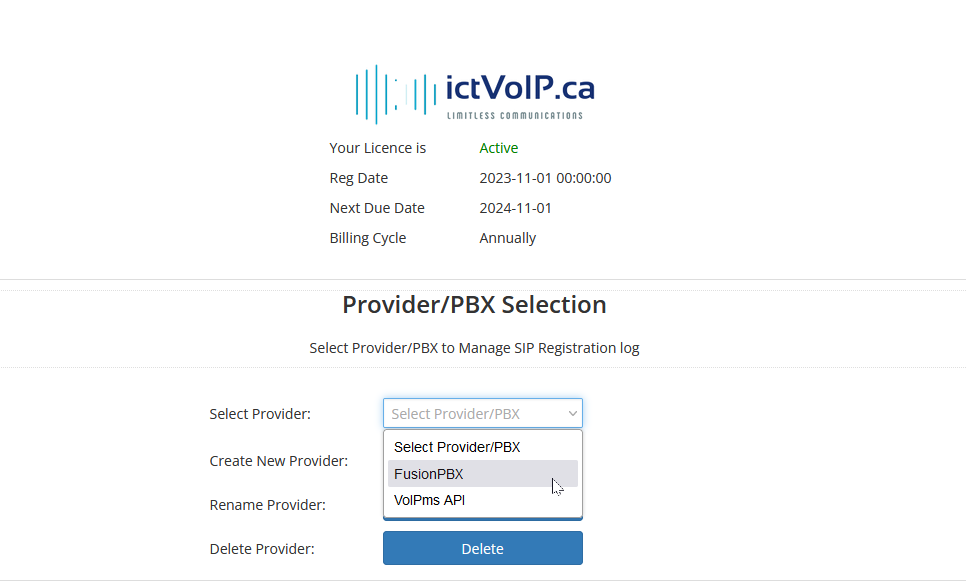 ictVoIP.ca
LIMITLESS COMMUNICATIONS
Your Licence is Active
Reg Date 2023-11-01 00:00:00
Next Due Date 2024-11-01
Billing Cycle Annually
Provider/PBX Selection
Select Provider/PBX to Manage SIP Registration log
Select Provider: Select Provider/PBX
Select Provider/PBX
Create New Provider:
FusionPBX
VoIPms API
Rename Provider:
Delete Provider: Delete